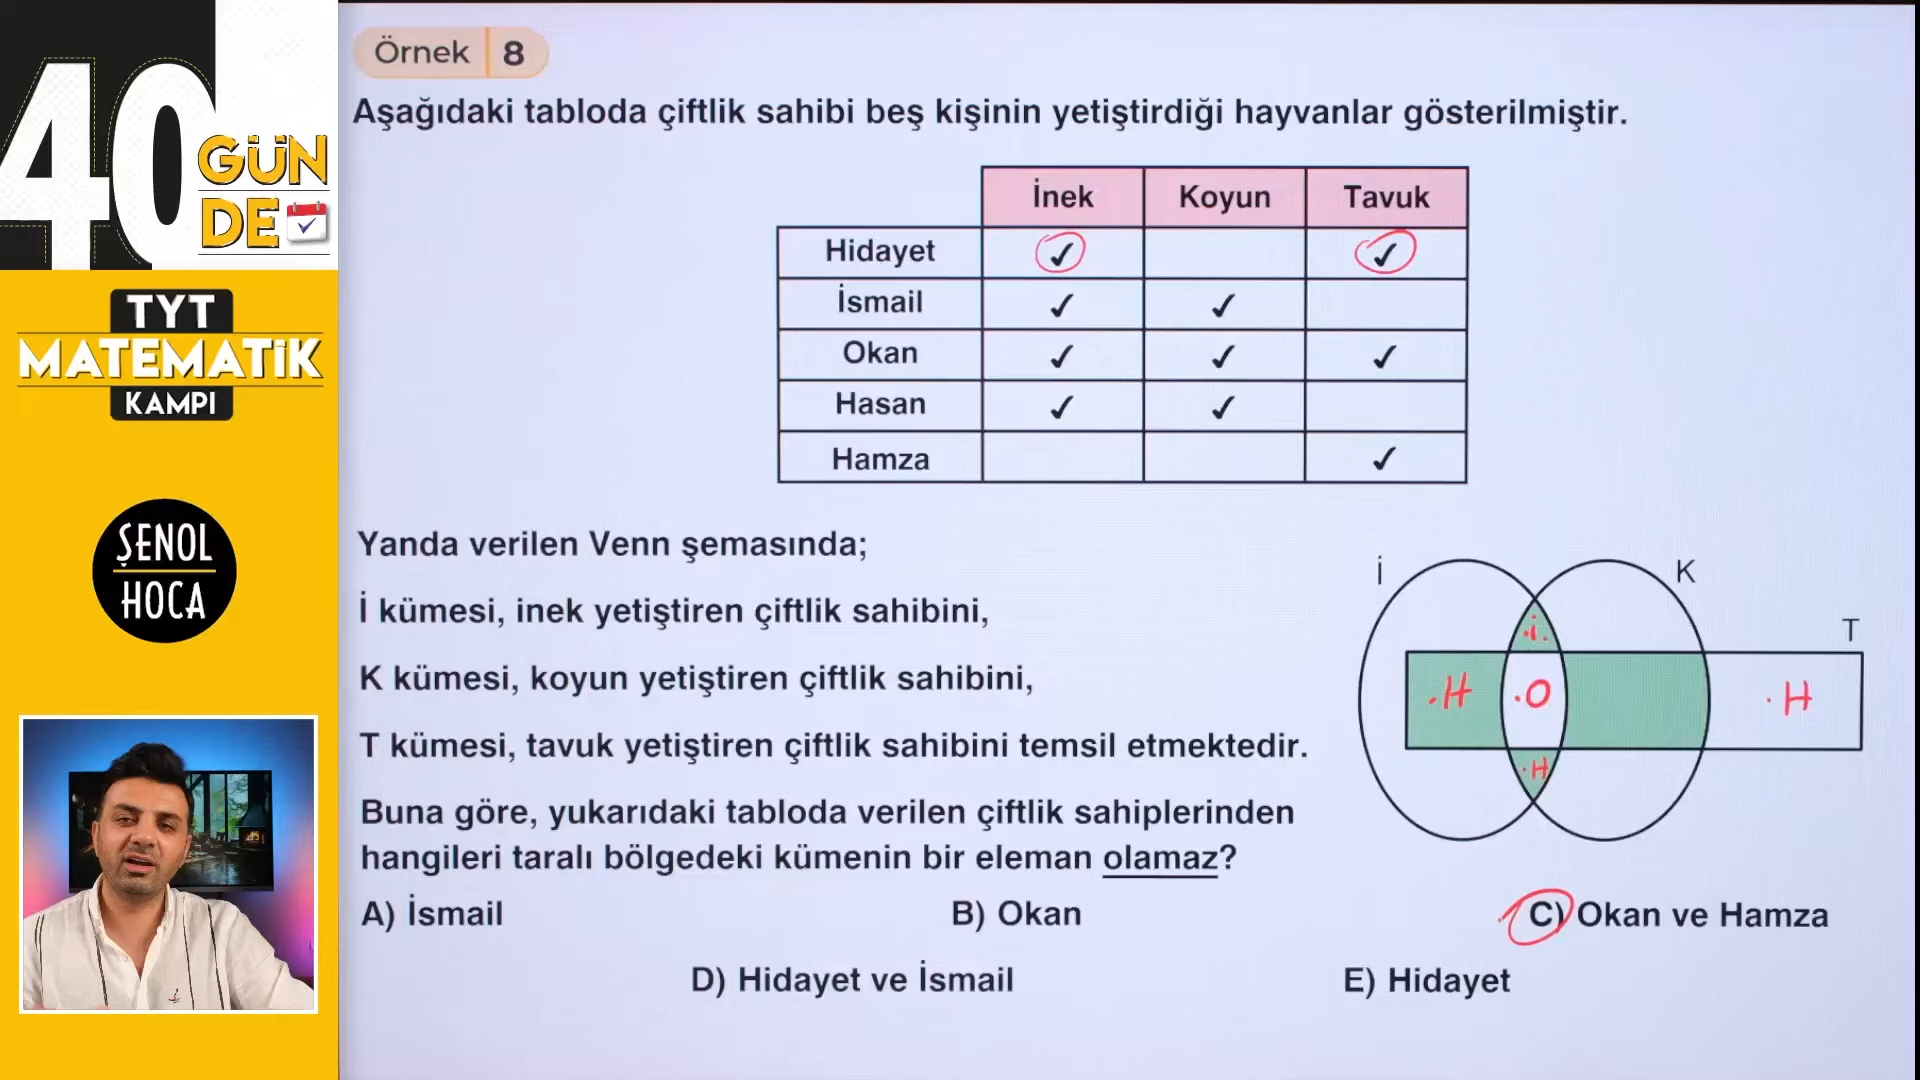 40
GÜN
DE
TYT
MATEMATİK
KAMPI
ŞENOL
HOCA
Örnek 8
Aşağıdaki tabloda çiftlik sahibi beş kişinin yetiştirdiği hayvanlar gösterilmiştir.
İnek Koyun Tavuk
Hidayet ✓ ✓
İsmail ✓ ✓
Okan ✓ ✓ ✓
Hasan ✓ ✓
Hamza ✓
Yanda verilen Venn şemasında;
İ kümesi, inek yetiştiren çiftlik sahibini,
K kümesi, koyun yetiştiren çiftlik sahibini,
T kümesi, tavuk yetiştiren çiftlik sahibini temsil etmektedir.
Buna göre, yukarıdaki tabloda verilen çiftlik sahiplerinden
hangileri taralı bölgedeki kümenin bir eleman olamaz?
İ K
T
.i.
.H .O .H
.H
A) İsmail B) Okan C) Okan ve Hamza
D) Hidayet ve İsmail E) Hidayet